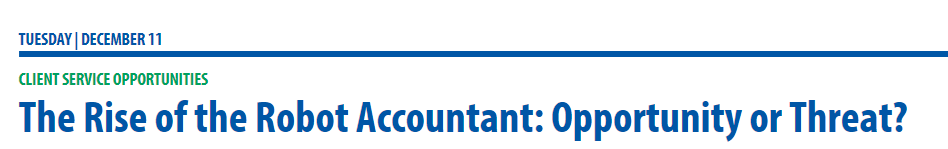 TUESDAY | DECEMBER 11
CLIENT SERVICE OPPORTUNITIES
The Rise of the Robot Accountant: Opportunity or Threat?